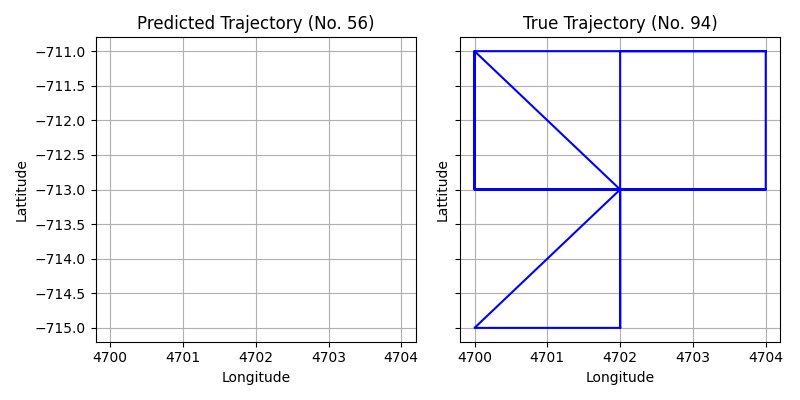 Predicted Trajectory (No. 56)
True Trajectory (No. 94)
−711.0
−711.5
−712.0
−712.5
−713.0
−713.5
−714.0
−714.5
−715.0
Lattitude
Lattitude
4700 4701 4702 4703 4704
4700 4701 4702 4703 4704
Longitude
Longitude